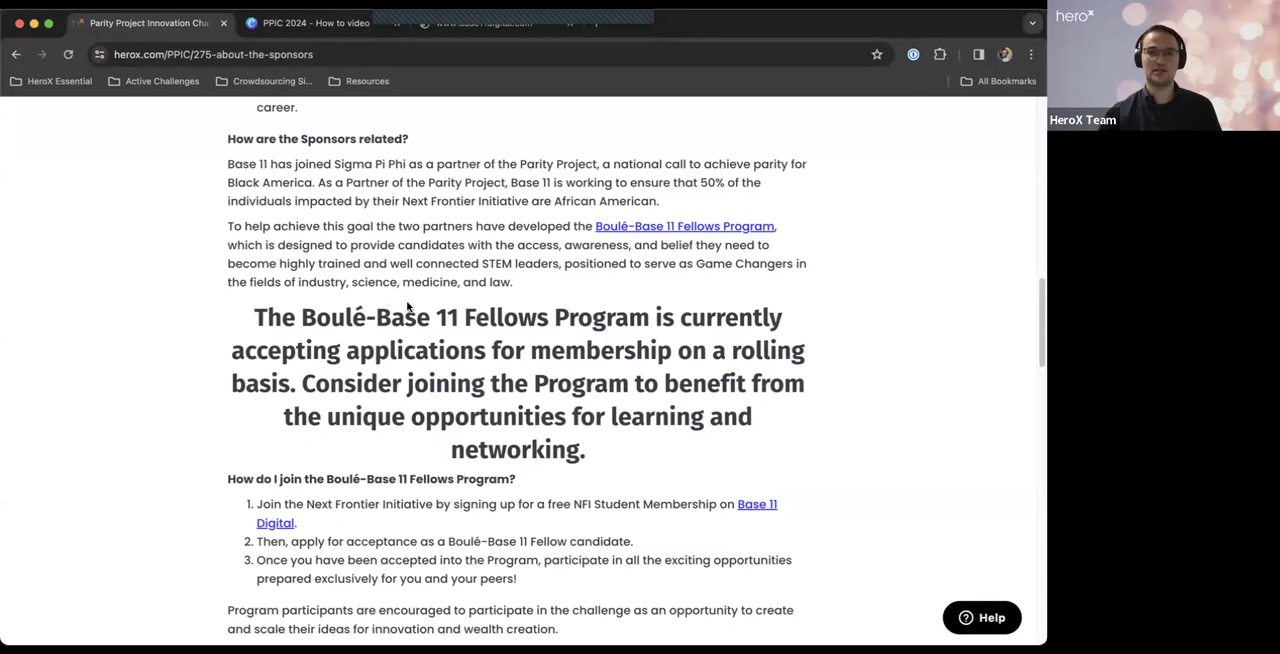 Parity Project Innovation Cha
PPIC 2024 - How to video
herox.com/PPIC/275-about-the-sponsors
HeroX Essential
Active Challenges
Crowdsourcing Si...
Resources
All Bookmarks
herox
HeroX Team
career.
How are the Sponsors related?
Base 11 has joined Sigma Pi Phi as a partner of the Parity Project, a national call to achieve parity for
Black America. As a Partner of the Parity Project, Base 11 is working to ensure that 50% of the
individuals impacted by their Next Frontier Initiative are African American.
To help achieve this goal the two partners have developed the Boulé-Base 11 Fellows Program,
which is designed to provide candidates with the access, awareness, and belief they need to
become highly trained and well connected STEM leaders, positioned to serve as Game Changers in
the fields of industry, science, medicine, and law.
The Boulé-Base 11 Fellows Program is currently
accepting applications for membership on a rolling
basis. Consider joining the Program to benefit from
the unique opportunities for learning and
networking.
How do I join the Boulé-Base 11 Fellows Program?
1. Join the Next Frontier Initiative by signing up for a free NFI Student Membership on Base 11
Digital.
2. Then, apply for acceptance as a Boulé-Base 11 Fellow candidate.
3. Once you have been accepted into the Program, participate in all the exciting opportunities
prepared exclusively for you and your peers!
Program participants are encouraged to participate in the challenge as an opportunity to create
and scale their ideas for innovation and wealth creation.
Help